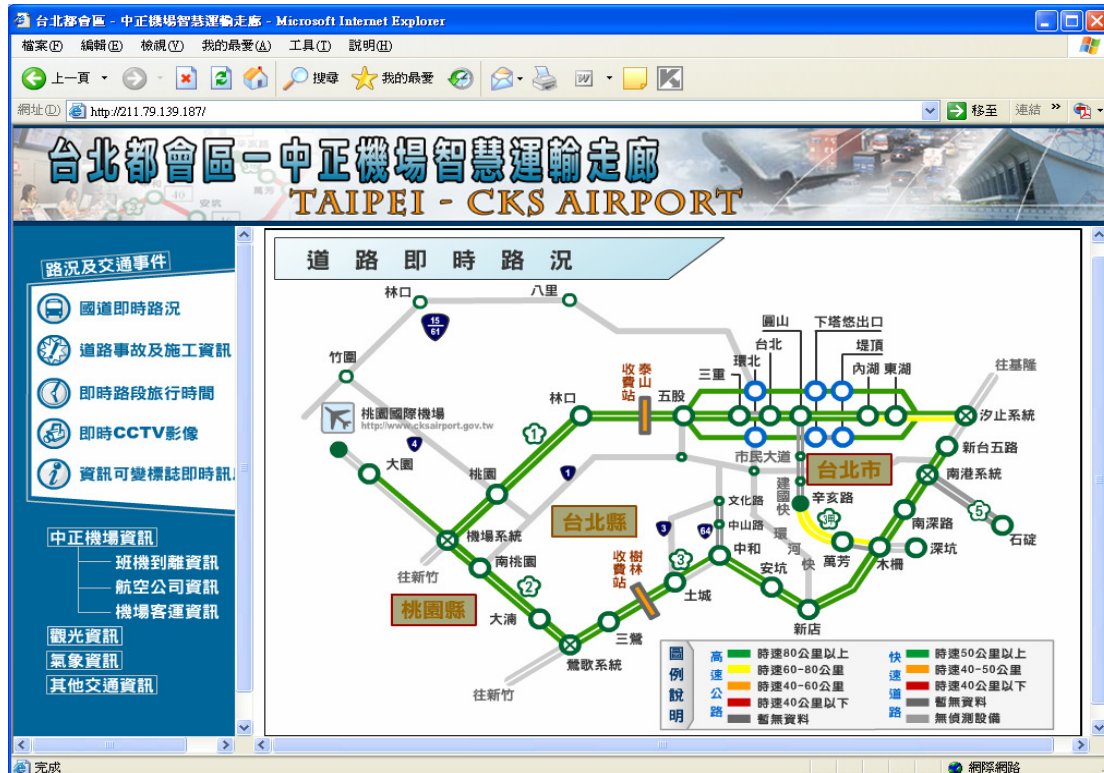 台北都會區 - 中正機場智慧運輸走廊 - Microsoft Internet Explorer
檔案(F) 編輯(E) 檢視(V) 我的最愛(A) 工具(T) 說明(H)
上一頁 搜尋 我的最愛
網址(D) http://211.79.139.187/ 移至 連結 »
台北都會區－中正機場智慧運輸走廊
TAIPEI - CKS AIRPORT
路況及交通事件
國道即時路況
道路事故及施工資訊
即時路段旅行時間
即時CCTV影像
資訊可變標誌即時訊
中正機場資訊
班機到離資訊
航空公司資訊
機場客運資訊
觀光資訊
氣象資訊
其他交通資訊
道路即時路況
林口
八里
15
61
竹圍
圓山
下塔悠出口
台北
堤頂
環北
三重
內湖
東湖
往基隆
泰山
收費站
林口
五股
汐止系統
桃園國際機場
http://www.cksairport.gov.tw
1
4
新台五路
大園
桃園
1
市民大道
建國快
台北市
南港系統
台北縣
文化路
辛亥路
5
機場系統
3
64
中山路
3甲
南深路
石碇
環河快
南桃園
往新竹
樹林
收費站
3
中和
萬芳
木柵
深坑
2
安坑
桃園縣
大湳
土城
新店
三鶯
鶯歌系統
往新竹
圖例說明
高速公路
時速80公里以上
時速60-80公里
時速40-60公里
時速40公里以下
暫無資料
快速道路
時速50公里以上
時速40-50公里
時速40公里以下
暫無資料
無偵測設備
完成 網際網路